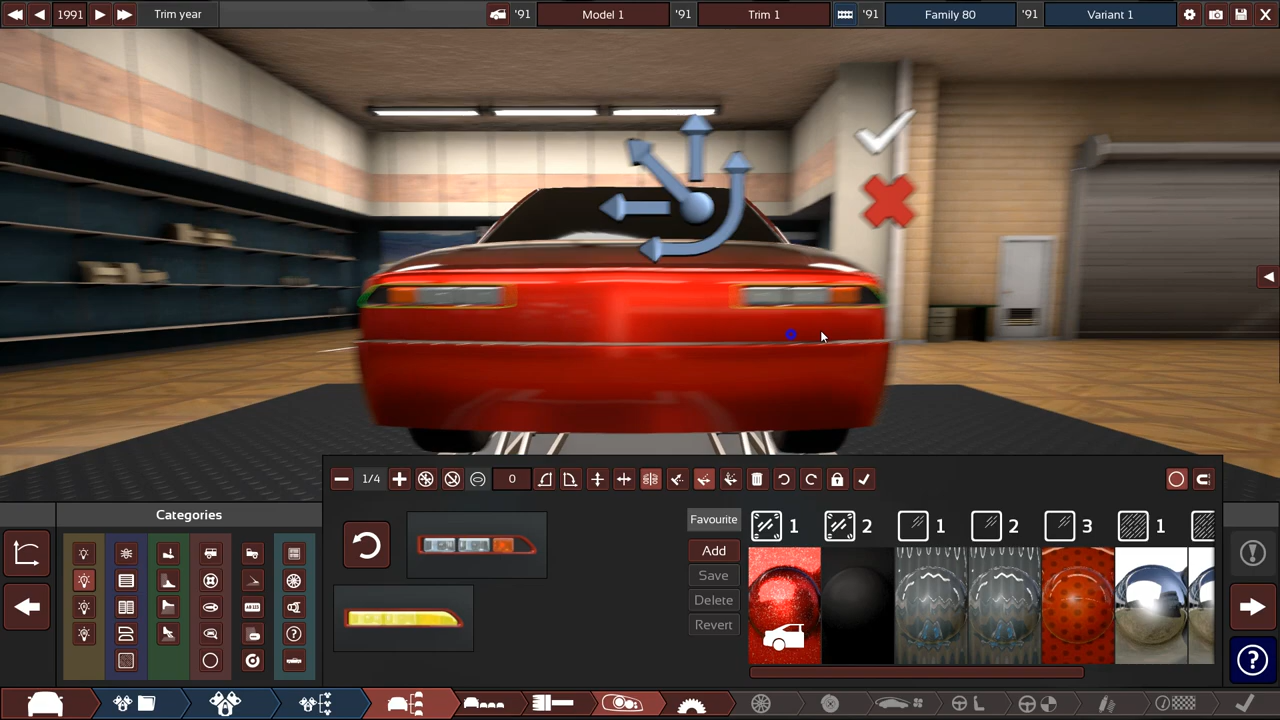 1991
Trim year
'91
Model 1
'91
Trim 1
'91
Family 80
'91
Variant 1
1/4
0
Categories
Favourite
Add
Save
Delete
Revert
1
2
1
2
3
1